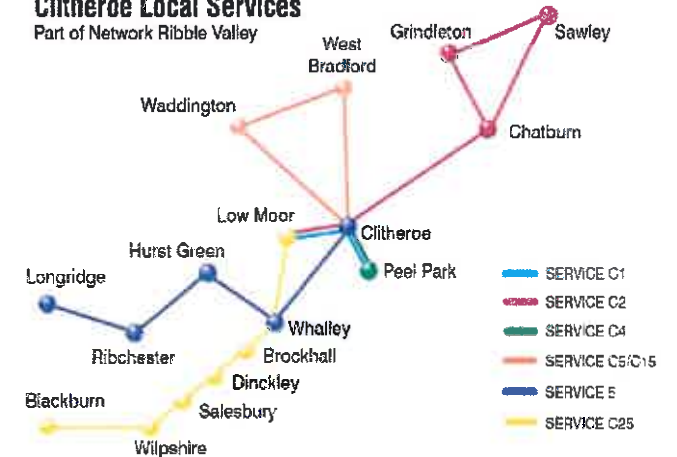 Clitheroe Local Services
Part of Network Ribble Valley
West
Bradford
Grindleton
Sawley
Waddington
Chatburn
Low Moor
Clitheroe
Hurst Green
Peel Park
Longridge
SERVICE C1
SERVICE C2
Whalley
SERVICE C4
Ribchester
Brockhall
SERVICE C5/C15
Dinckley
SERVICE 5
Blackburn
Salesbury
SERVICE C25
Wilpshire